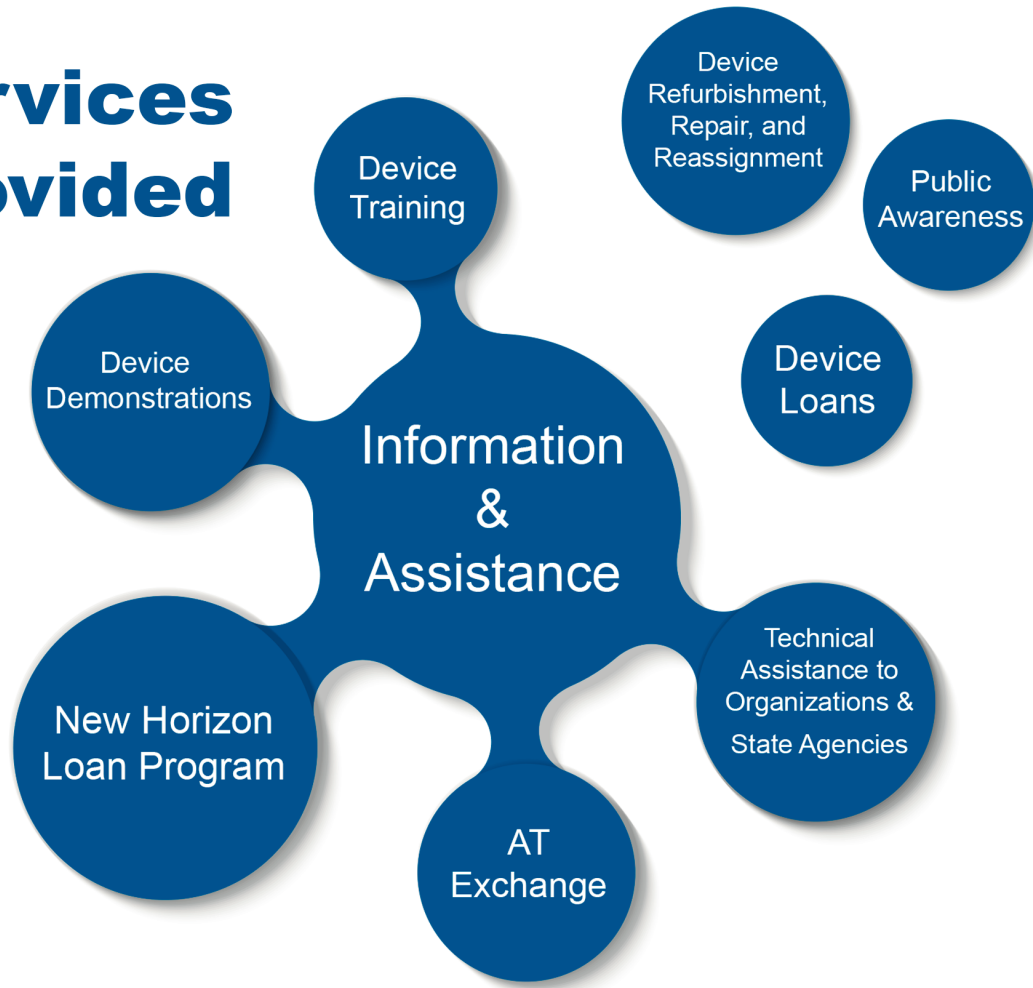 rvices
ovided
Device
Refurbishment,
Repair, and
Reassignment
Device
Training
Public
Awareness
Device
Demonstrations
Device
Loans
Information
&
Assistance
Technical
Assistance to
Organizations &
State Agencies
New Horizon
Loan Program
AT
Exchange